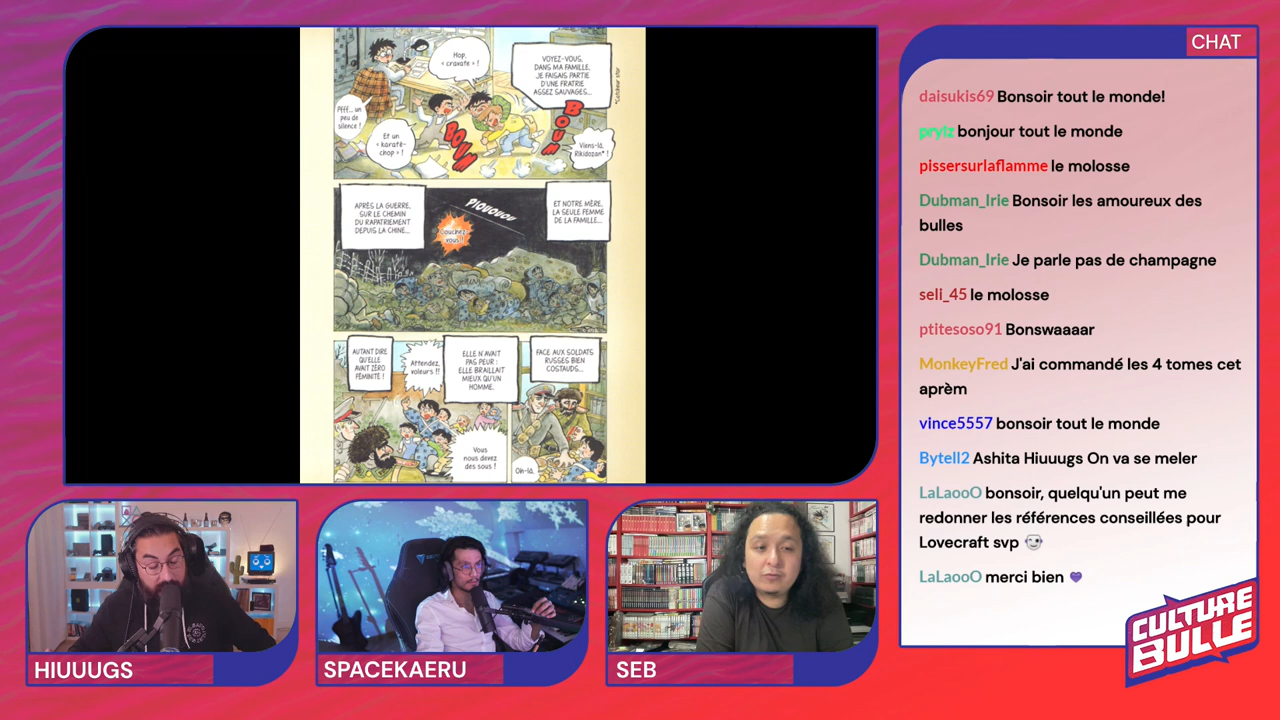 Hop,
« cravate » !
VOYEZ-VOUS,
DANS MA FAMILLE,
JE FAISAIS PARTIE
D'UNE FRATRIE
ASSEZ SAUVAGES...
Pfff... un
peu de
silence !
Et un
« karaté-
chop » !
BOUM
BOUM
Viens-là,
Rikidozan* !
APRÈS LA GUERRE,
SUR LE CHEMIN
DU RAPATRIEMENT
DEPUIS LA CHINE...
PIOUUOUU
Couchez-
vous !!
ET NOTRE MÈRE,
LA SEULE FEMME
DE LA FAMILLE...
AUTANT DIRE
QU'ELLE
AVAIT ZÉRO
FÉMINITÉ !
Attendez,
voleurs !!
ELLE N'AVAIT
PAS PEUR :
ELLE BRAILLAIT
MIEUX QU'UN
HOMME.
FACE AUX SOLDATS
RUSSES BIEN
COSTAUDS...
Vous
nous devez
des sous !
Oh-là.
CHAT
daisukis69 Bonsoir tout le monde!
prylz bonjour tout le monde
pissersurlaflamme le molosse
Dubman_Irie Bonsoir les amoureux des
bulles
Dubman_Irie Je parle pas de champagne
seli_45 le molosse
ptitesoso91 Bonswaaaar
MonkeyFred J'ai commandé les 4 tomes cet
aprèm
vince5557 bonsoir tout le monde
Bytell2 Ashita Hiuuugs On va se meler
LaLaooO bonsoir, quelqu'un peut me
redonner les références conseillées pour
Lovecraft svp
LaLaooO merci bien
HIUUUGS
SPACEKAERU
SEB
CULTURE
BULLE